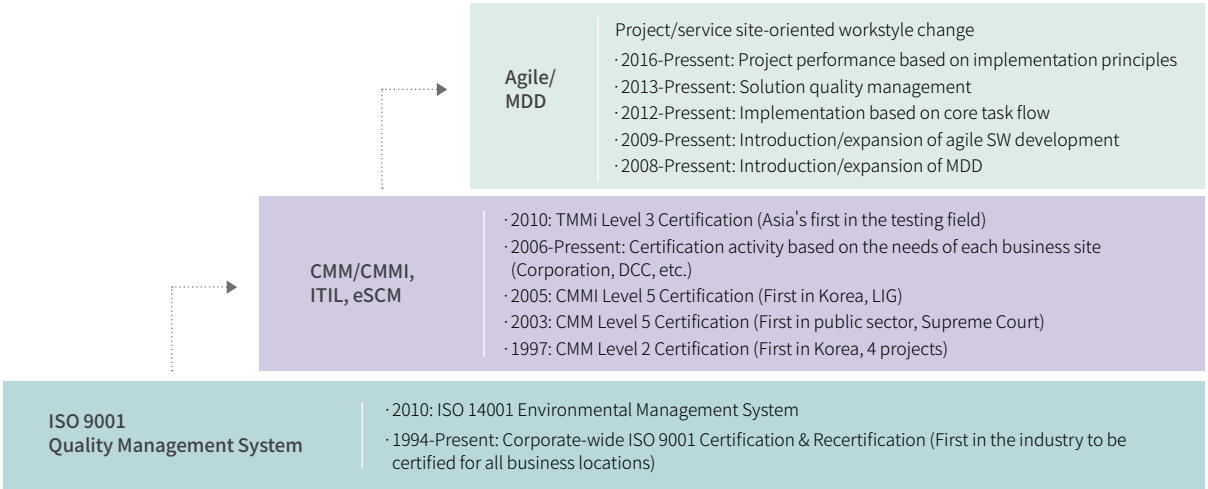 Agile/
MDD
Project/service site-oriented workstyle change
· 2016-Pressent: Project performance based on implementation principles
· 2013-Pressent: Solution quality management
· 2012-Pressent: Implementation based on core task flow
· 2009-Pressent: Introduction/expansion of agile SW development
· 2008-Pressent: Introduction/expansion of MDD
CMM/CMMI,
ITIL, eSCM
· 2010: TMMi Level 3 Certification (Asia's first in the testing field)
· 2006-Pressent: Certification activity based on the needs of each business site
(Corporation, DCC, etc.)
· 2005: CMMI Level 5 Certification (First in Korea, LIG)
· 2003: CMM Level 5 Certification (First in public sector, Supreme Court)
· 1997: CMM Level 2 Certification (First in Korea, 4 projects)
ISO 9001
Quality Management System
· 2010: ISO 14001 Environmental Management System
· 1994-Present: Corporate-wide ISO 9001 Certification & Recertification (First in the industry to be
certified for all business locations)